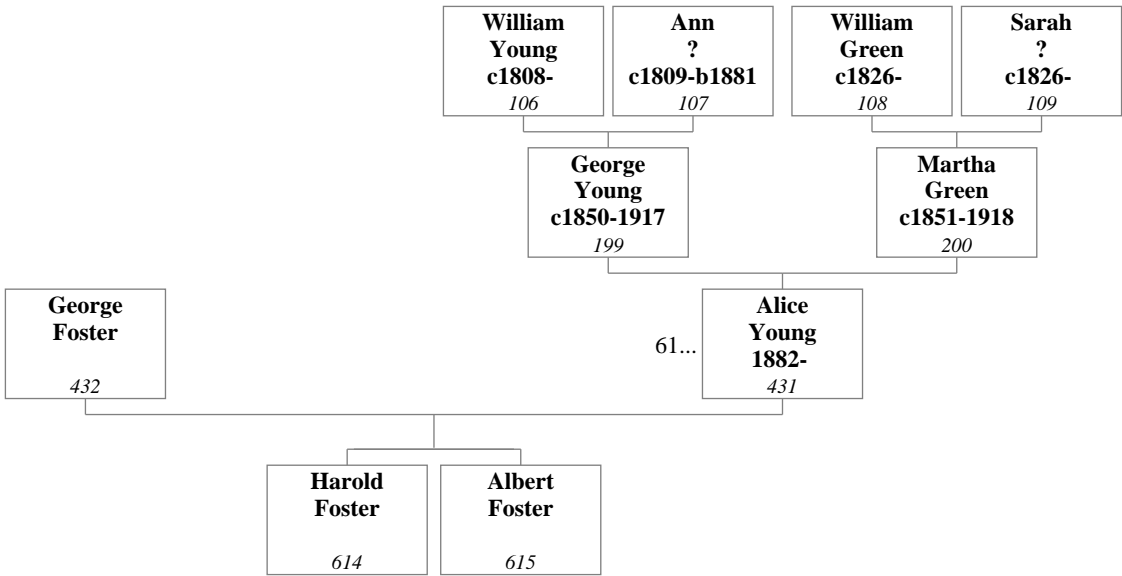 William
Young
c1808-
106
Ann
?
c1809-b1881
107
William
Green
c1826-
108
Sarah
?
c1826-
109
George
Young
c1850-1917
199
Martha
Green
c1851-1918
200
George
Foster
432
61...
Alice
Young
1882-
431
Harold
Foster
614
Albert
Foster
615